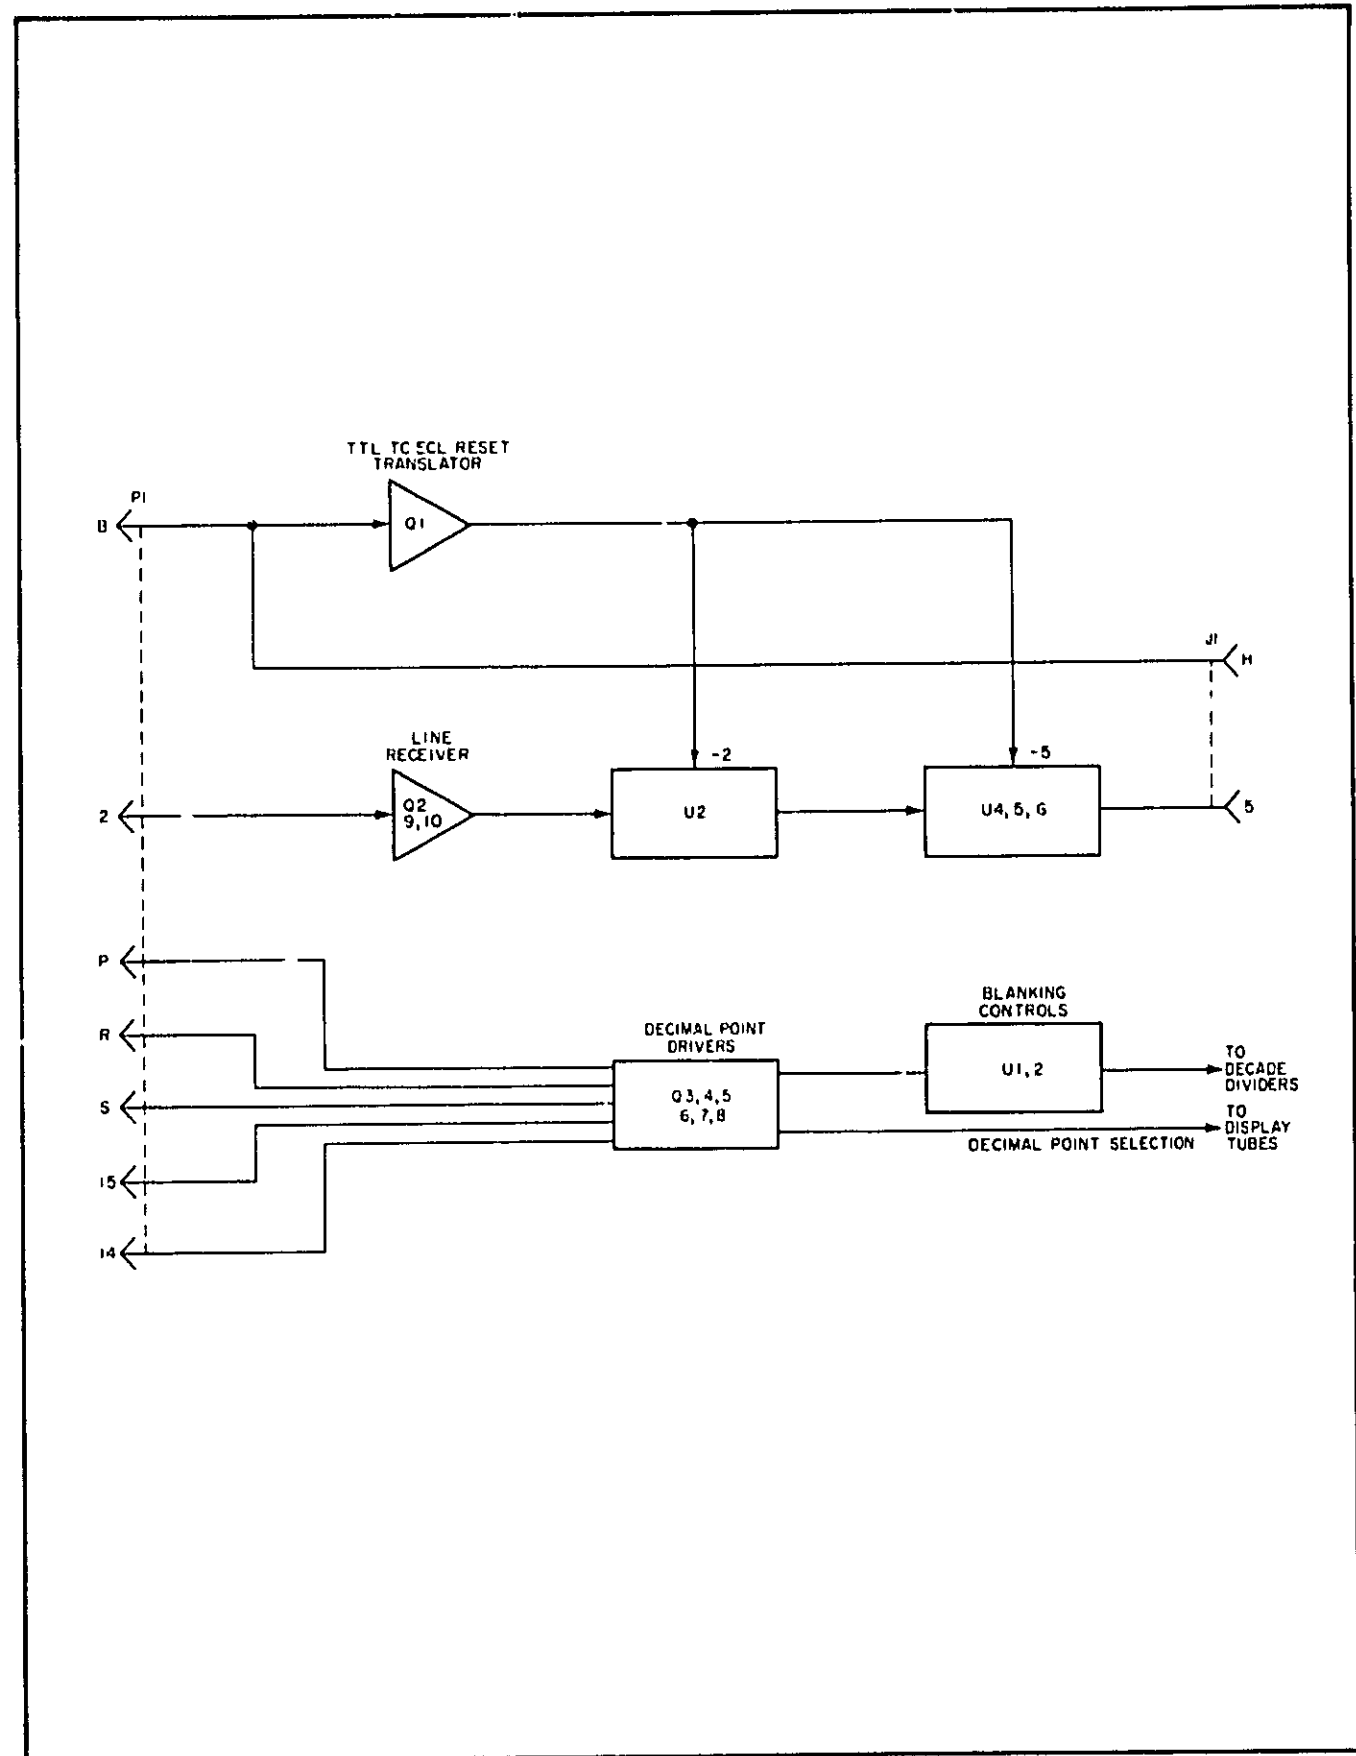 TTL TO ECL RESET
TRANSLATOR
P1
B
Q1
J1
H
LINE
RECEIVER
-2
-5
2
Q2
9,10
U2
U4, 5, 6
5
P
BLANKING
CONTROLS
R
DECIMAL POINT
DRIVERS
U1, 2
TO
DECADE
DIVIDERS
S
Q3, 4, 5
6, 7, 8
TO
DISPLAY
TUBES
DECIMAL POINT SELECTION
15
14